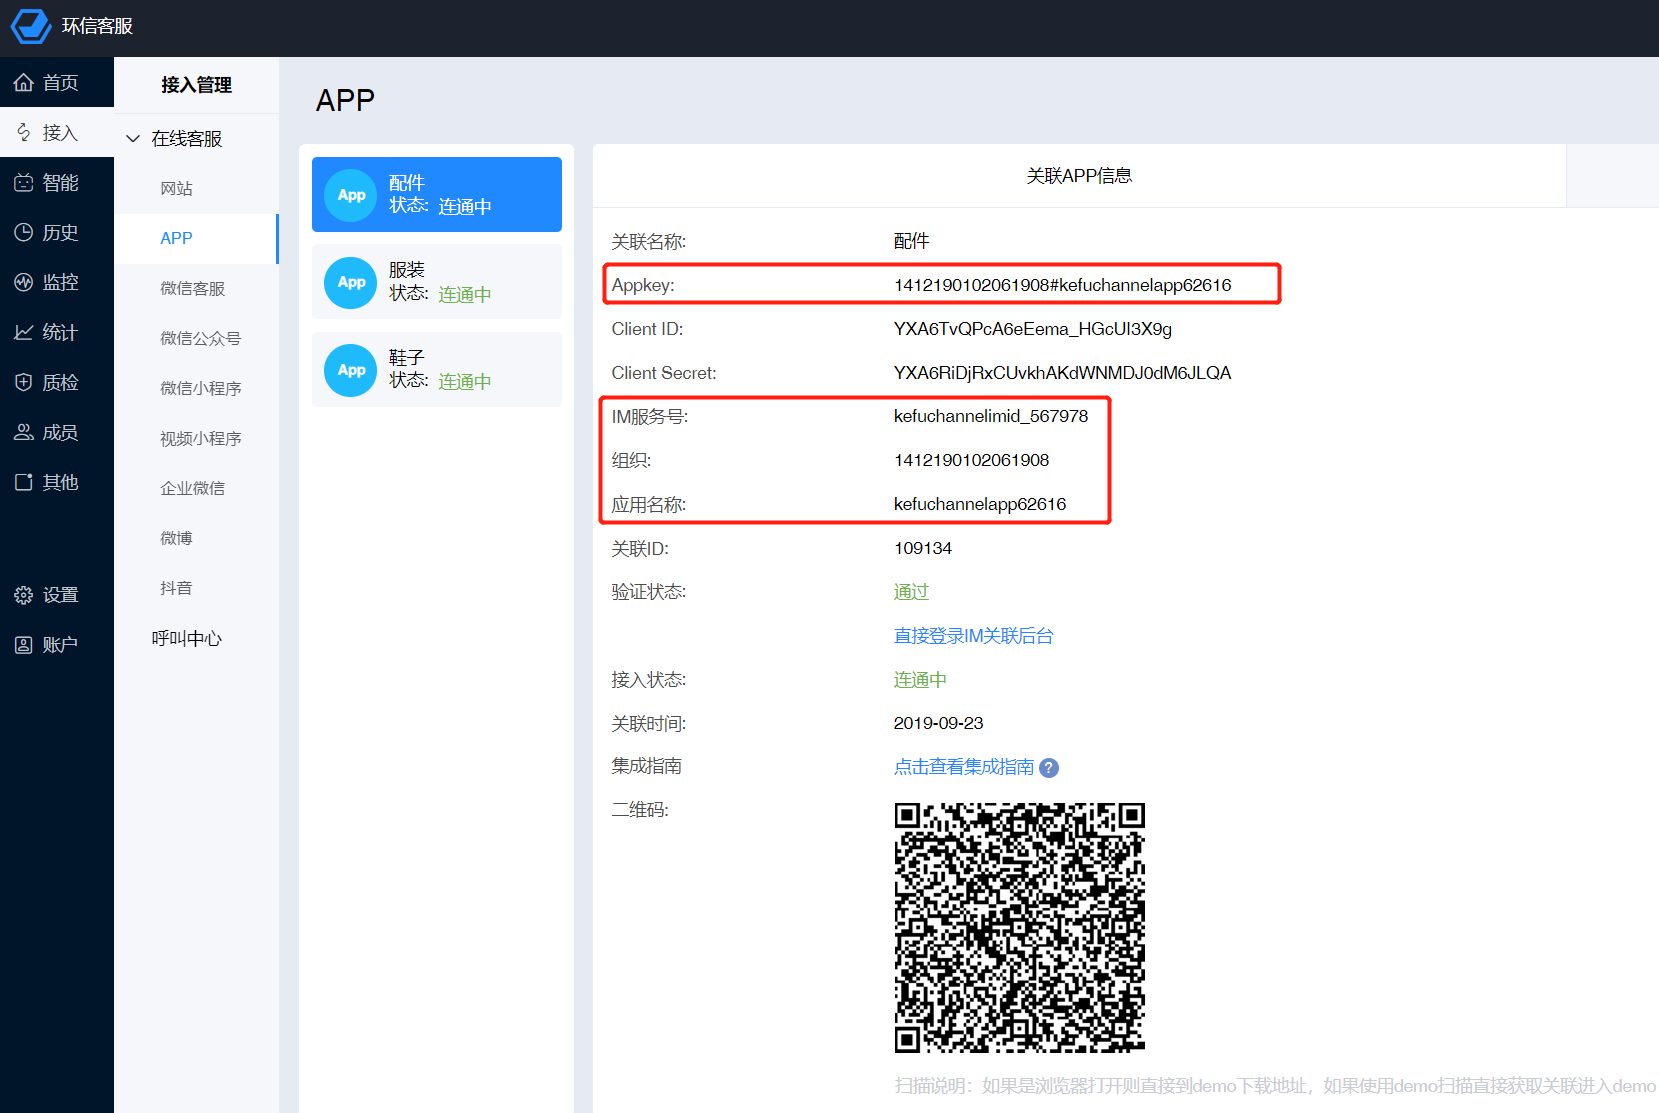 环信客服
首页
接入
智能
历史
监控
统计
质检
成员
其他
设置
账户
接入管理
在线客服
网站
APP
微信客服
微信公众号
微信小程序
视频小程序
企业微信
微博
抖音
呼叫中心
APP
App
配件
状态: 连通中
App
服装
状态: 连通中
App
鞋子
状态: 连通中
关联APP信息
关联名称: 配件
Appkey: 1412190102061908#kefuchannelapp62616
Client ID: YXA6TvQPcA6eEema_HGcUI3X9g
Client Secret: YXA6RiDjRxCUvkhAKdWNMDJ0dM6JLQA
IM服务号: kefuchannelimid_567978
组织: 1412190102061908
应用名称: kefuchannelapp62616
关联ID: 109134
验证状态: 通过
直接登录IM关联后台
接入状态: 连通中
关联时间: 2019-09-23
集成指南 点击查看集成指南 ?
二维码:
扫描说明：如果是浏览器打开则直接到demo下载地址，如果使用demo扫描直接获取关联进入demo